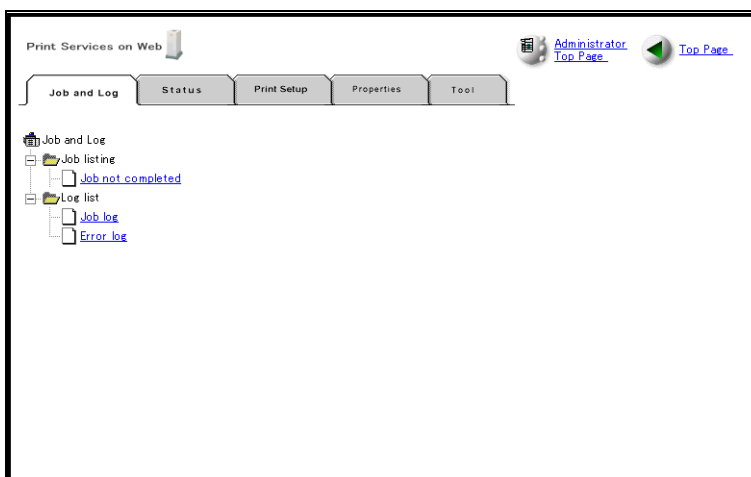 Print Services on Web
Administrator
Top Page
Top Page
Job and Log
Status
Print Setup
Properties
Tool
Job and Log
Job listing
Job not completed
Log list
Job log
Error log